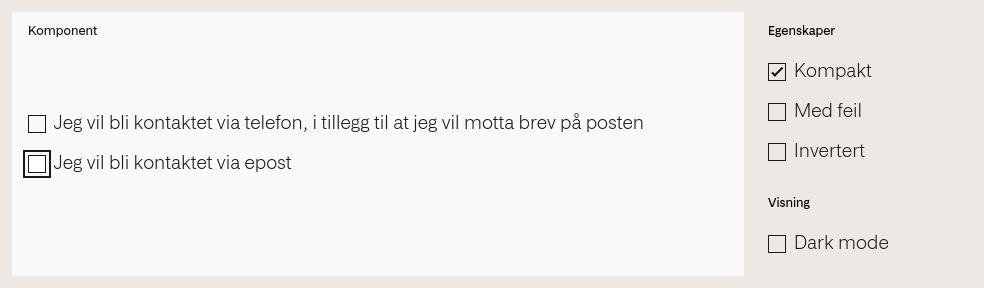 Komponent
Jeg vil bli kontaktet via telefon, i tillegg til at jeg vil motta brev på posten
Jeg vil bli kontaktet via epost
Egenskaper
Kompakt
Med feil
Invertert
Visning
Dark mode